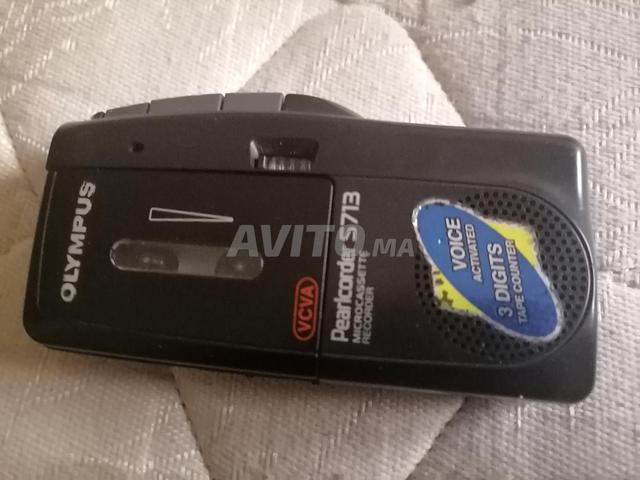 OLYMPUS
VCVA
Pearlcorder S713
MICROCASSETTE
RECORDER
VOICE
ACTIVATED
3 DIGITS
TAPE COUNTER
AVITO.MA